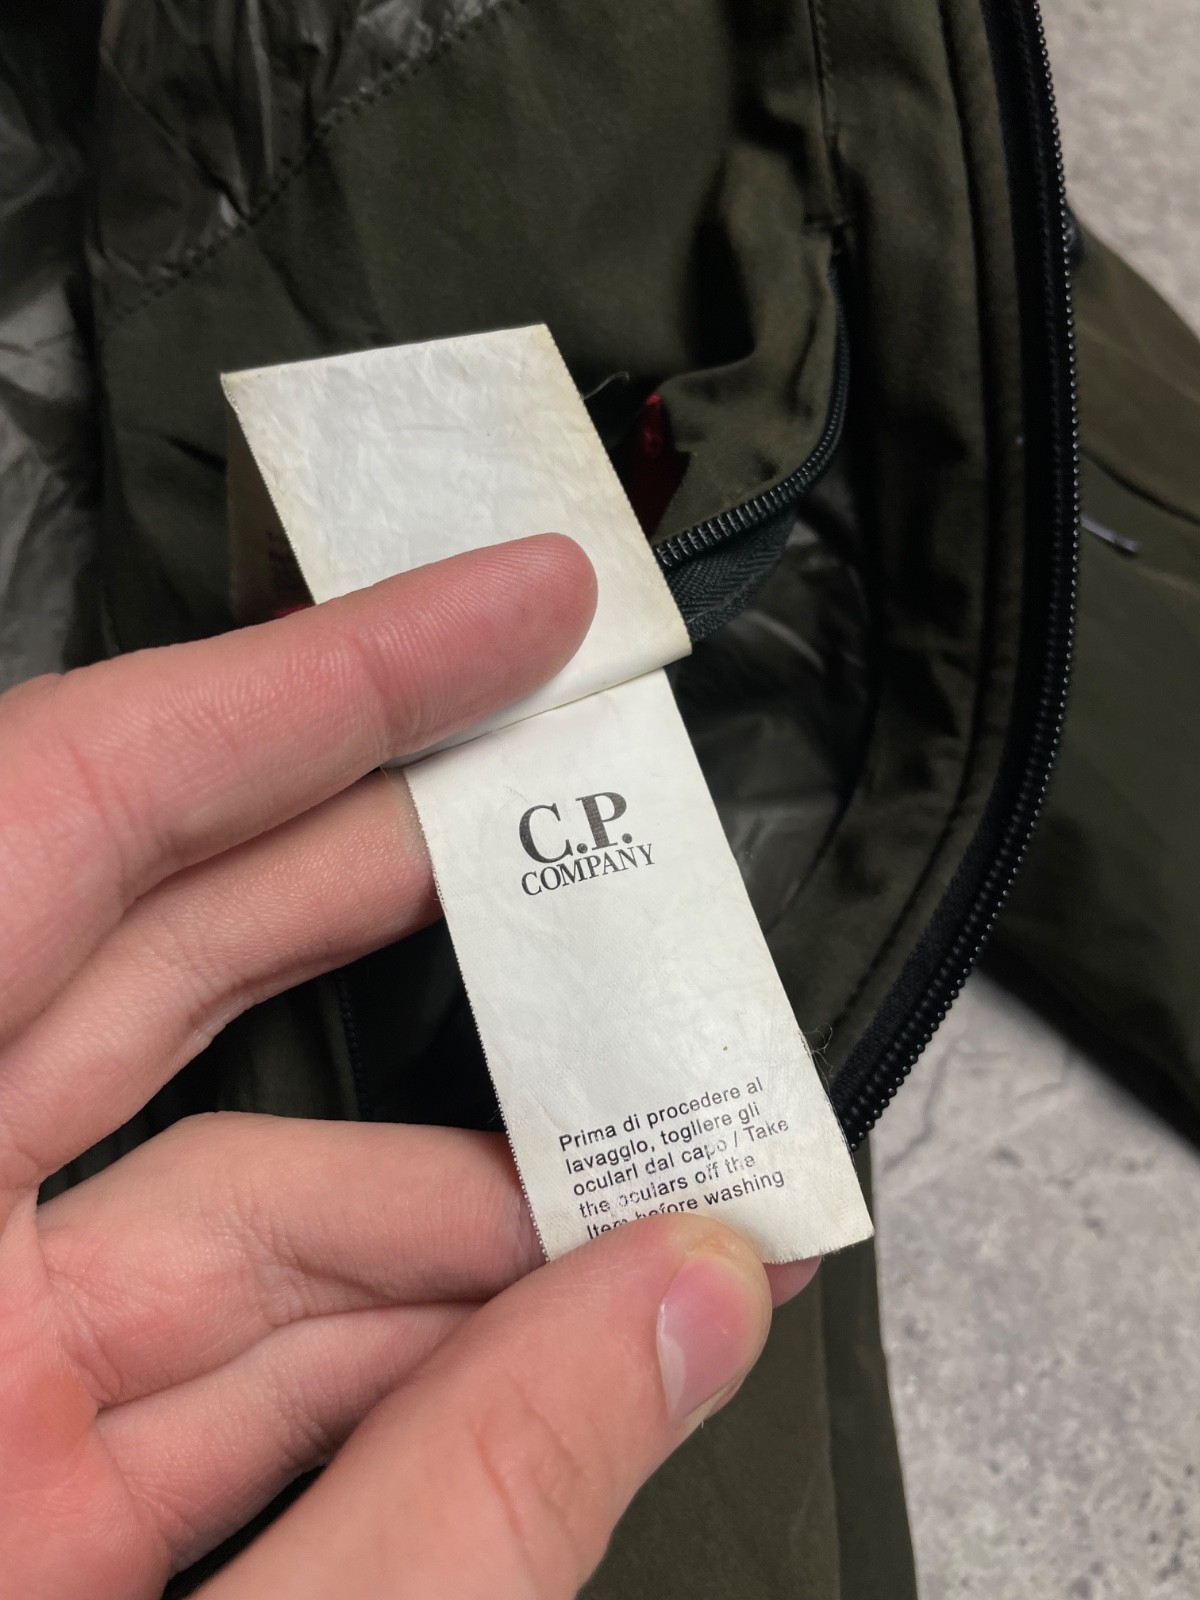 C.P.
COMPANY
Prima di procedere al
lavaggio, togliere gli
oculari dal capo / Take
the oculars off the
Item before washing